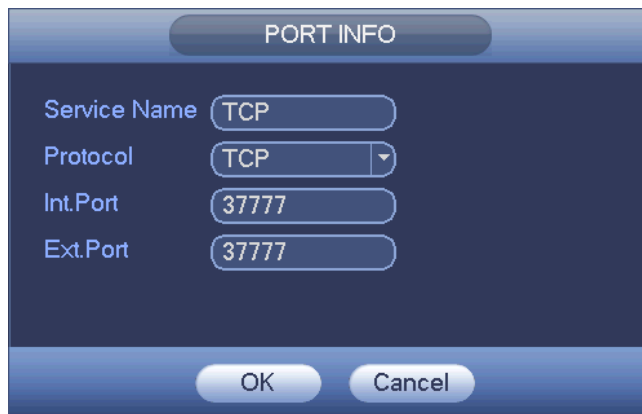 PORT INFO
Service Name TCP
Protocol TCP
Int.Port 37777
Ext.Port 37777
OK Cancel